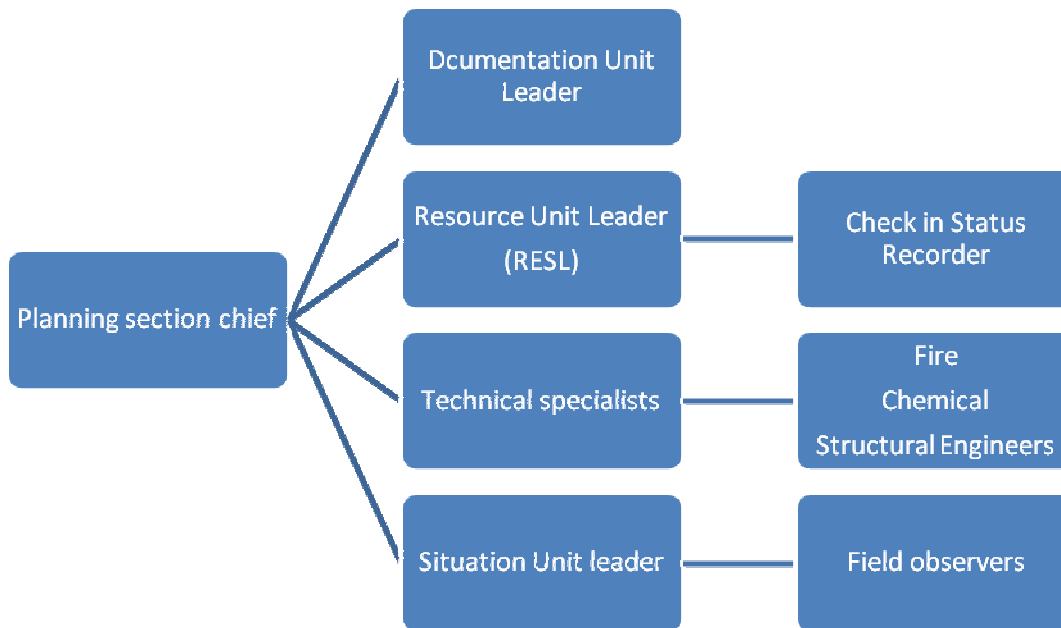 Planning section chief
Dcumentation Unit
Leader
Resource Unit Leader
(RESL)
Check in Status
Recorder
Technical specialists
Fire
Chemical
Structural Engineers
Situation Unit leader
Field observers